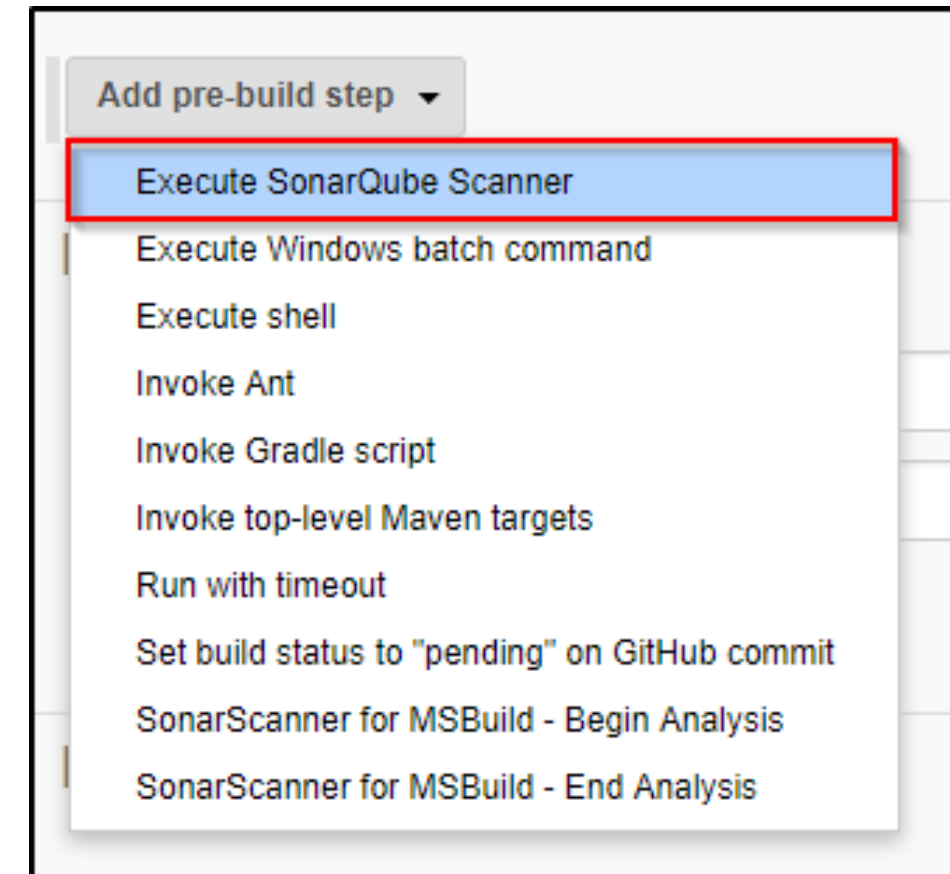 Add pre-build step
Execute SonarQube Scanner
Execute Windows batch command
Execute shell
Invoke Ant
Invoke Gradle script
Invoke top-level Maven targets
Run with timeout
Set build status to "pending" on GitHub commit
SonarScanner for MSBuild - Begin Analysis
SonarScanner for MSBuild - End Analysis